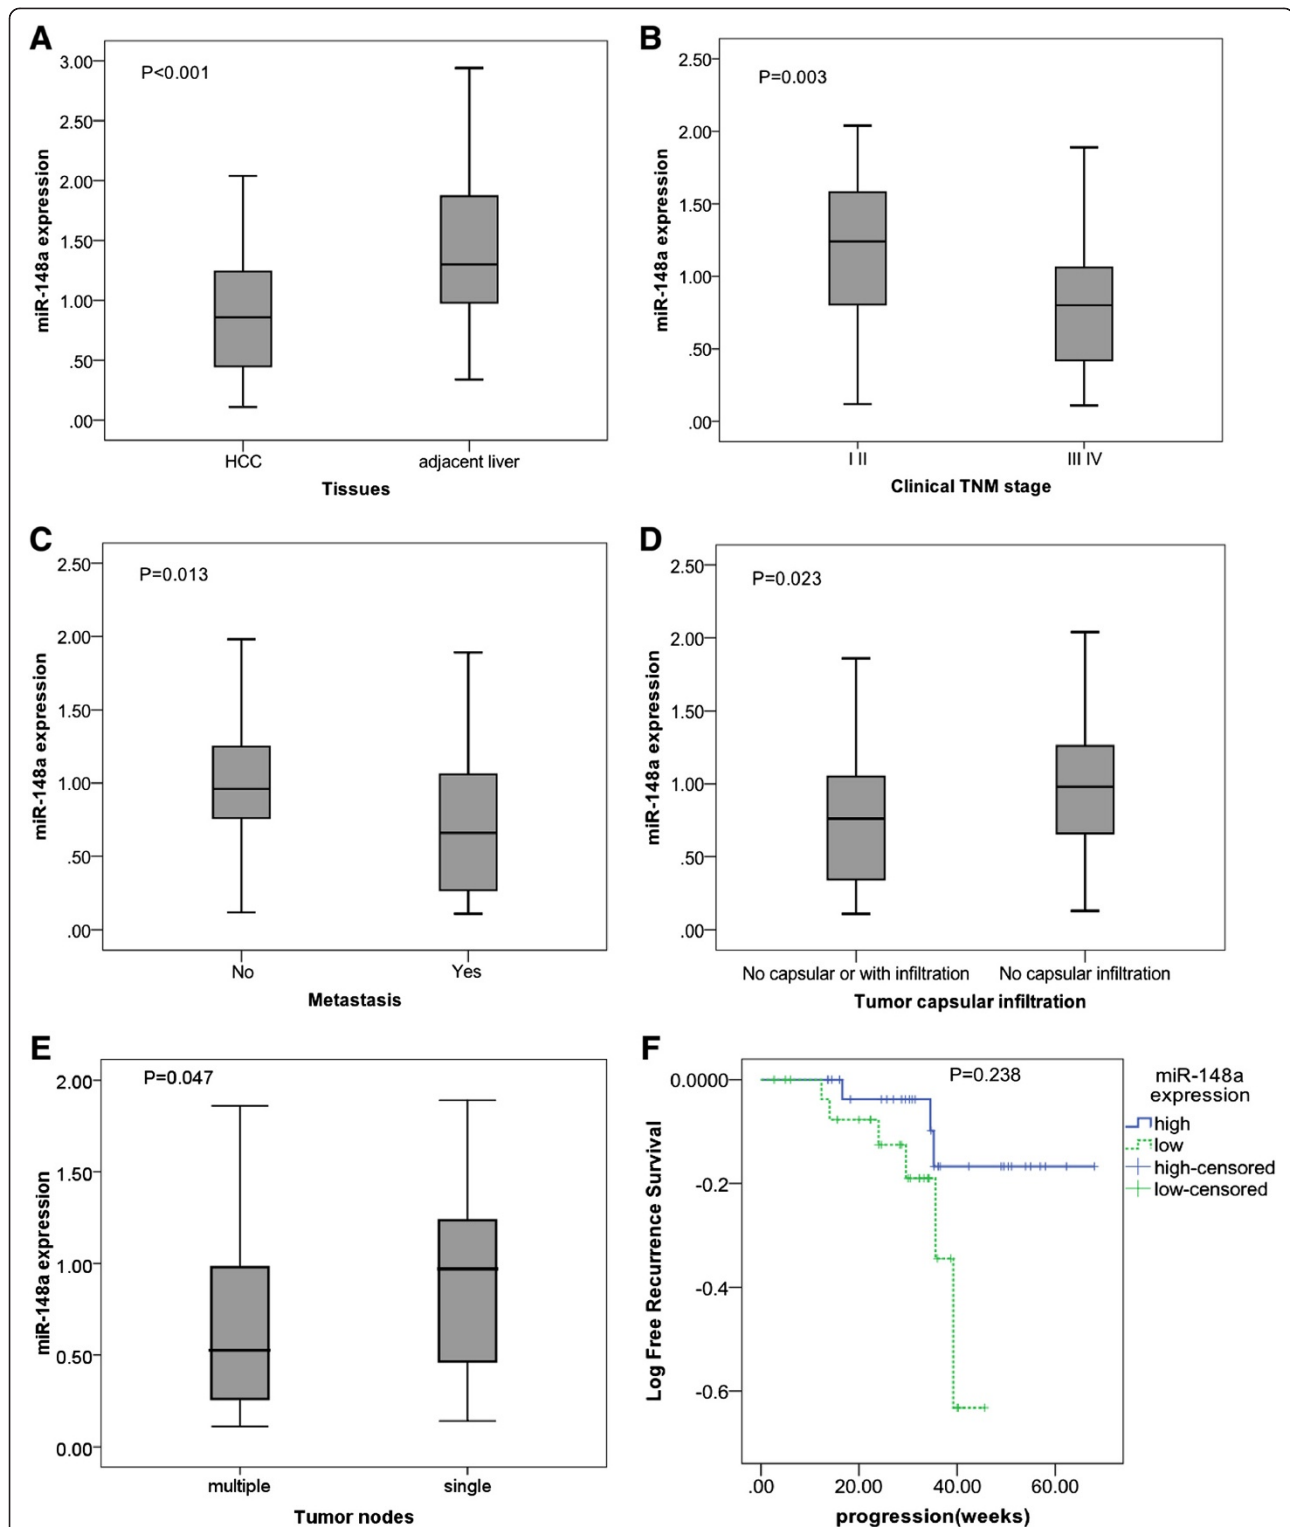 A
P<0.001
3.00
2.50
2.00
1.50
1.00
.50
.00
miR-148a expression
HCC
adjacent liver
Tissues
B
P=0.003
2.50
2.00
1.50
1.00
.50
.00
miR-148a expression
I II
III IV
Clinical TNM stage
C
P=0.013
2.50
2.00
1.50
1.00
.50
.00
miR-148a expression
No
Yes
Metastasis
D
P=0.023
2.50
2.00
1.50
1.00
.50
.00
miR-148a expression
No capsular or with infiltration
No capsular infiltration
Tumor capsular infiltration
E
P=0.047
2.00
1.50
1.00
0.50
0.00
miR-148a expression
multiple
single
Tumor nodes
F
P=0.238
0.0000
-0.2
-0.4
-0.6
Log Free Recurrence Survival
.00
20.00
40.00
60.00
progression(weeks)
miR-148a
expression
high
low
high-censored
low-censored